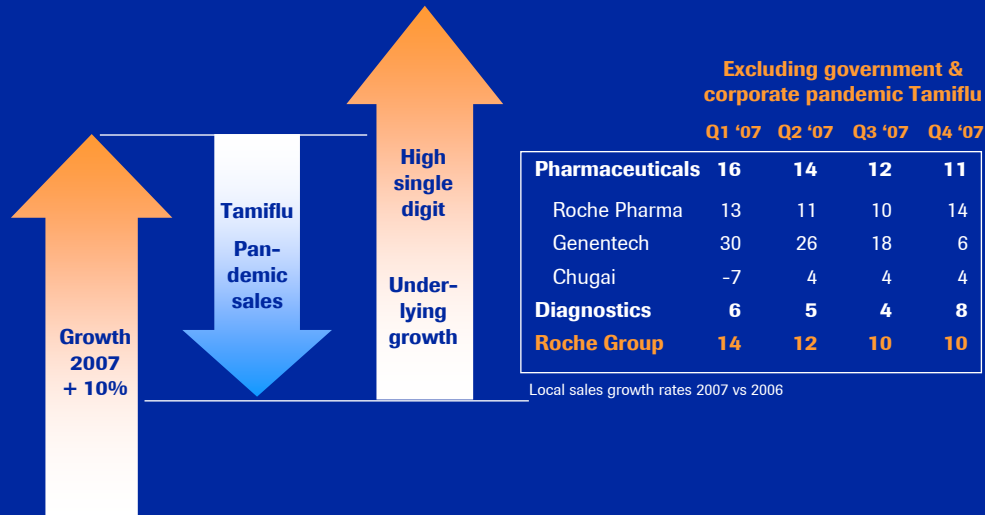 Growth
2007
+ 10%
Tamiflu
Pan-
demic
sales
High
single
digit
Under-
lying
growth
Excluding government &
corporate pandemic Tamiflu
Q1 ‘07 Q2 ‘07 Q3 ‘07 Q4 ‘07
Pharmaceuticals 16 14 12 11
Roche Pharma 13 11 10 14
Genentech 30 26 18 6
Chugai -7 4 4 4
Diagnostics 6 5 4 8
Roche Group 14 12 10 10
Local sales growth rates 2007 vs 2006